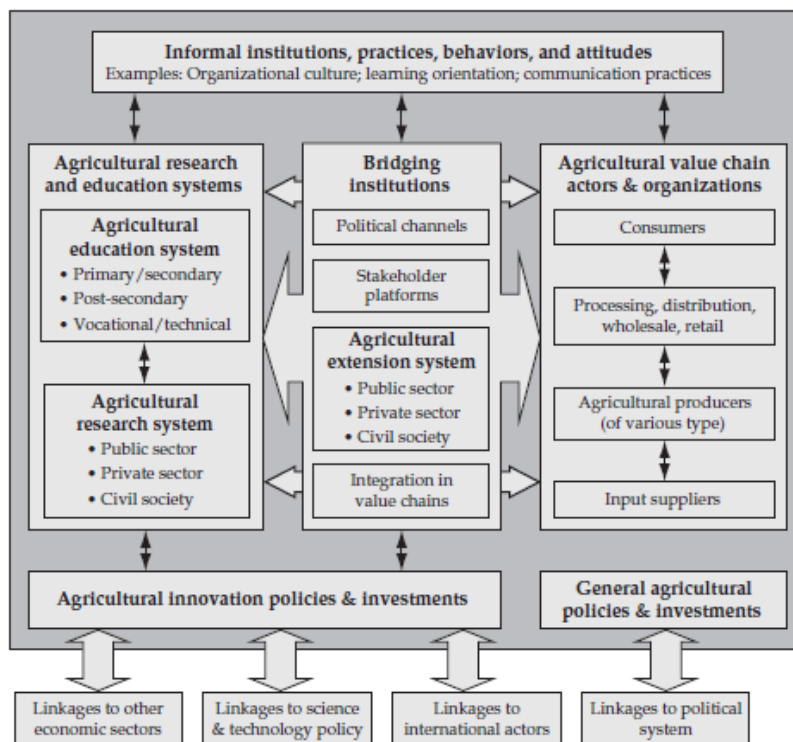 Informal institutions, practices, behaviors, and attitudes
Examples: Organizational culture; learning orientation; communication practices
Agricultural research
and education systems
Agricultural
education system
• Primary/secondary
• Post-secondary
• Vocational/technical
Agricultural
research system
• Public sector
• Private sector
• Civil society
Bridging
institutions
Political channels
Stakeholder
platforms
Agricultural
extension system
• Public sector
• Private sector
• Civil society
Integration in
value chains
Agricultural value chain
actors & organizations
Consumers
Processing, distribution,
wholesale, retail
Agricultural producers
(of various type)
Input suppliers
Agricultural innovation policies & investments
General agricultural
policies & investments
Linkages to other
economic sectors
Linkages to science
& technology policy
Linkages to
international actors
Linkages to political
system